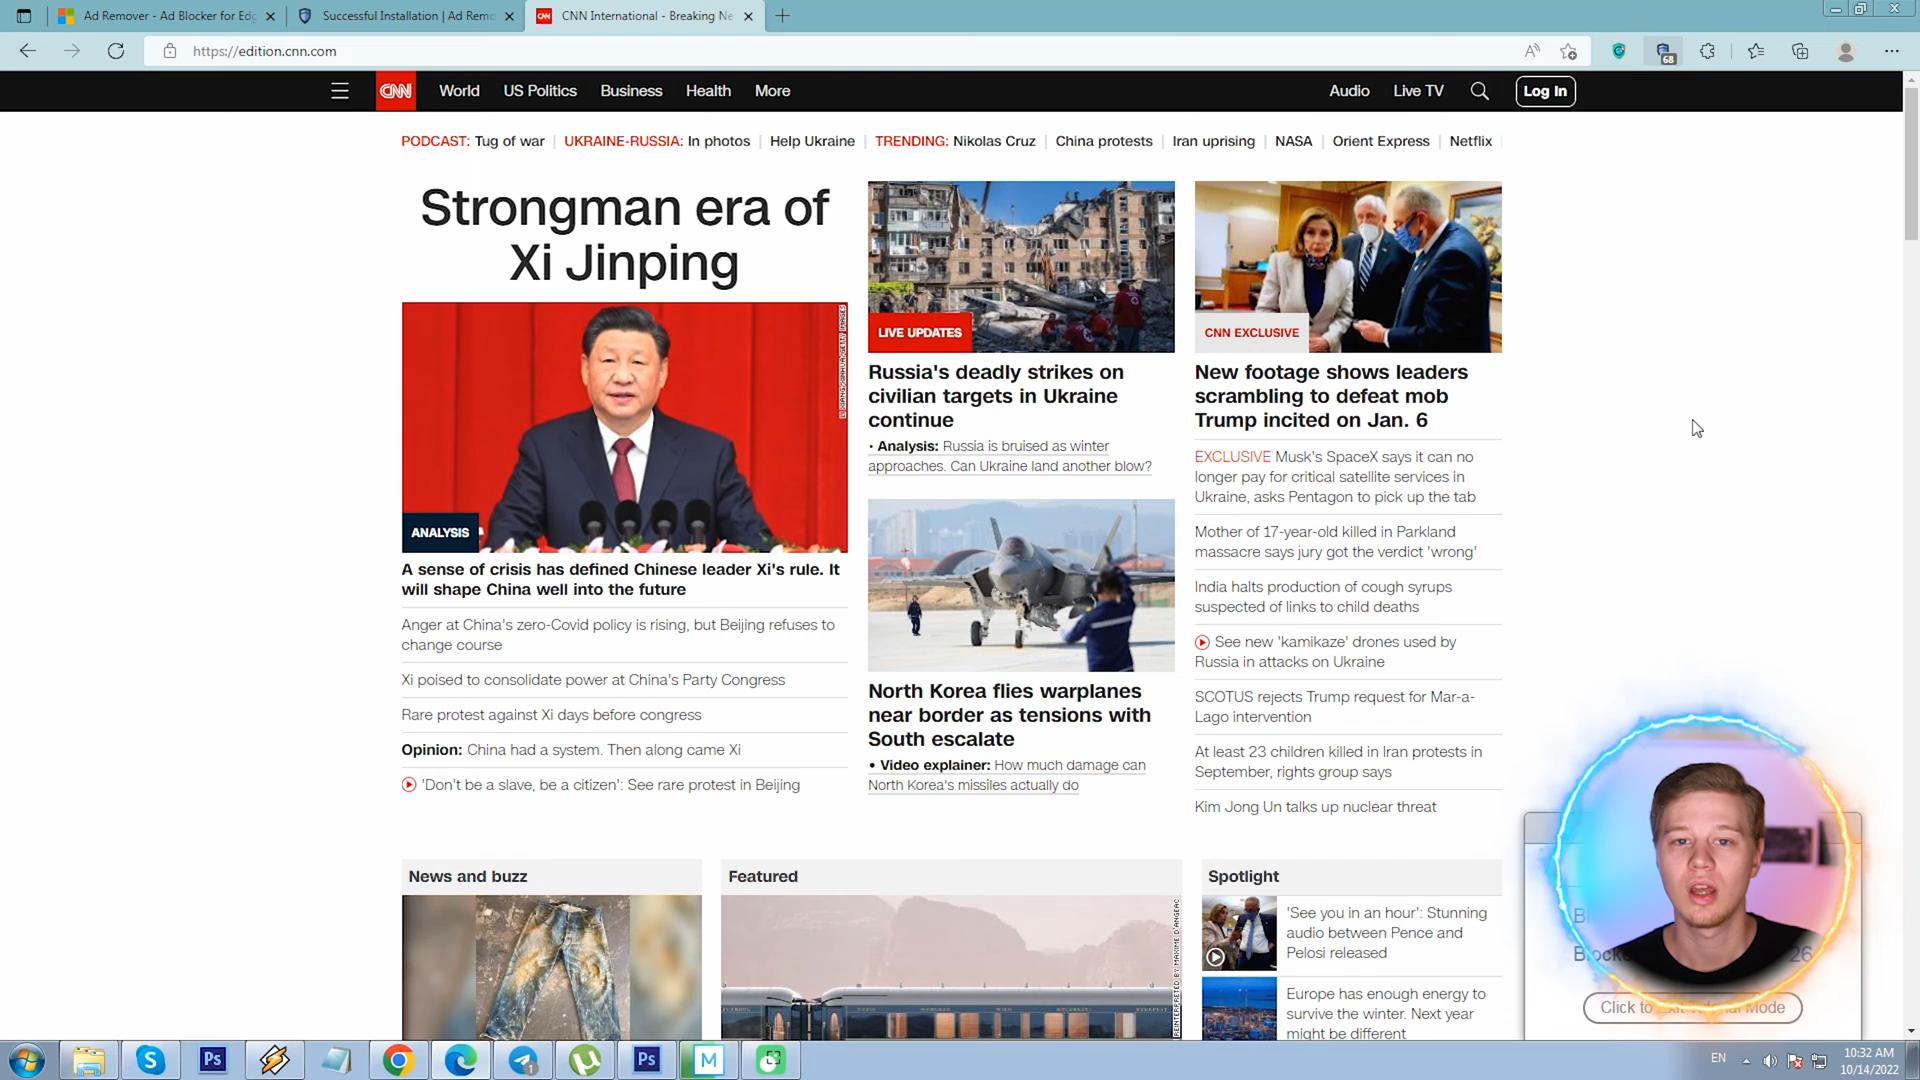 Ad Remover - Ad Blocker for Edg
Successful Installation | Ad Remo
CNN International - Breaking Ne
https://edition.cnn.com
68
CNN
World
US Politics
Business
Health
More
Audio
Live TV
Log In
PODCAST: Tug of war
UKRAINE-RUSSIA: In photos
Help Ukraine
TRENDING: Nikolas Cruz
China protests
Iran uprising
NASA
Orient Express
Netflix
Strongman era of
Xi Jinping
ANALYSIS
A sense of crisis has defined Chinese leader Xi's rule. It
will shape China well into the future
Anger at China's zero-Covid policy is rising, but Beijing refuses to
change course
Xi poised to consolidate power at China's Party Congress
Rare protest against Xi days before congress
Opinion: China had a system. Then along came Xi
'Don't be a slave, be a citizen': See rare protest in Beijing
LIVE UPDATES
Russia's deadly strikes on
civilian targets in Ukraine
continue
• Analysis: Russia is bruised as winter
approaches. Can Ukraine land another blow?
North Korea flies warplanes
near border as tensions with
South escalate
• Video explainer: How much damage can
North Korea's missiles actually do
CNN EXCLUSIVE
New footage shows leaders
scrambling to defeat mob
Trump incited on Jan. 6
EXCLUSIVE Musk's SpaceX says it can no
longer pay for critical satellite services in
Ukraine, asks Pentagon to pick up the tab
Mother of 17-year-old killed in Parkland
massacre says jury got the verdict 'wrong'
India halts production of cough syrups
suspected of links to child deaths
See new 'kamikaze' drones used by
Russia in attacks on Ukraine
SCOTUS rejects Trump request for Mar-a-
Lago intervention
At least 23 children killed in Iran protests in
September, rights group says
Kim Jong Un talks up nuclear threat
News and buzz
Featured
Spotlight
'See you in an hour': Stunning
audio between Pence and
Pelosi released
Europe has enough energy to
survive the winter. Next year
might be different
26
Click to
Mode
Ps
1
Ps
M
EN
10:32 AM
10/14/2022